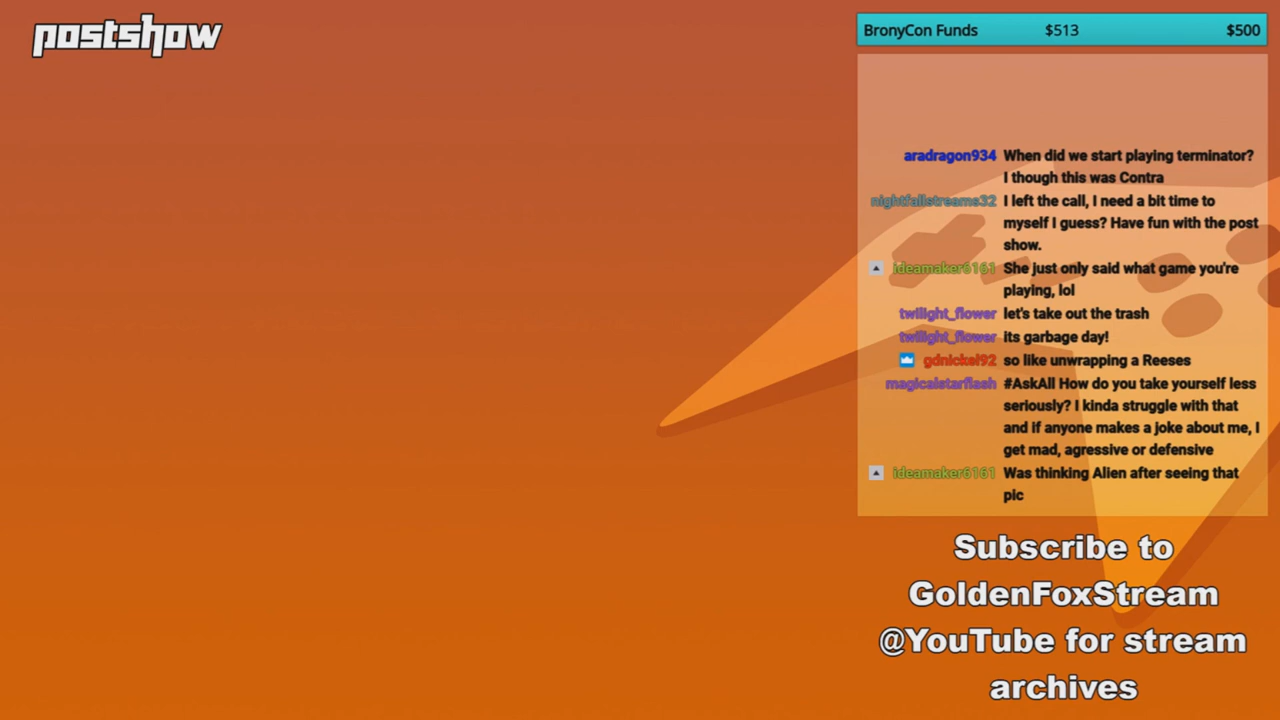 postshow
BronyCon Funds $513 $500
aradragon934 When did we start playing terminator?
I though this was Contra
nightfallstreams32 I left the call, I need a bit time to
myself I guess? Have fun with the post
show.
ideamaker6161 She just only said what game you're
playing, lol
twilight_flower let's take out the trash
twilight_flower its garbage day!
gdnickel92 so like unwrapping a Reeses
magicalstarflash #AskAll How do you take yourself less
seriously? I kinda struggle with that
and if anyone makes a joke about me, I
get mad, agressive or defensive
ideamaker6161 Was thinking Alien after seeing that
pic
Subscribe to
GoldenFoxStream
@YouTube for stream
archives